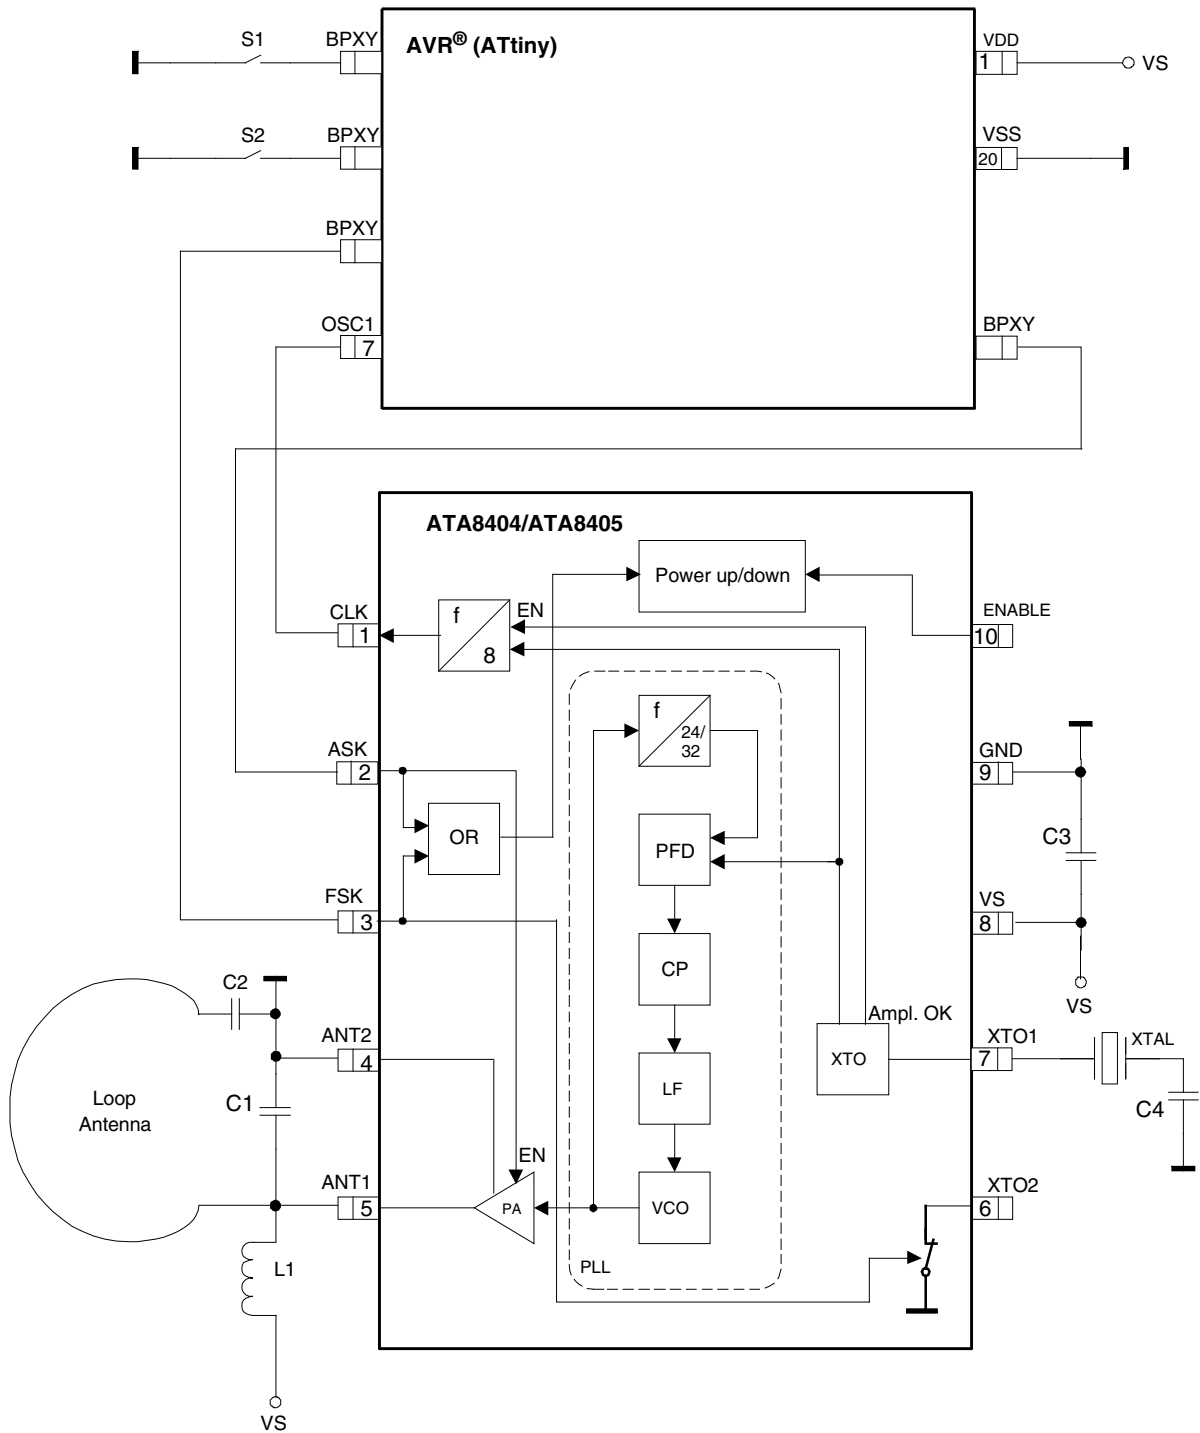 S1
BPXY
AVR® (ATtiny)
VDD
1
VS
S2
BPXY
VSS
20
BPXY
OSC1
7
BPXY
ATA8404/ATA8405
Power up/down
CLK
1
f
8
EN
ENABLE
10
f
24/
32
ASK
2
GND
9
OR
PFD
C3
FSK
3
VS
8
CP
C2
VS
Ampl. OK
ANT2
4
XTO
XTO1
7
XTAL
Loop
Antenna
C1
LF
C4
EN
ANT1
5
PA
VCO
XTO2
6
L1
PLL
VS